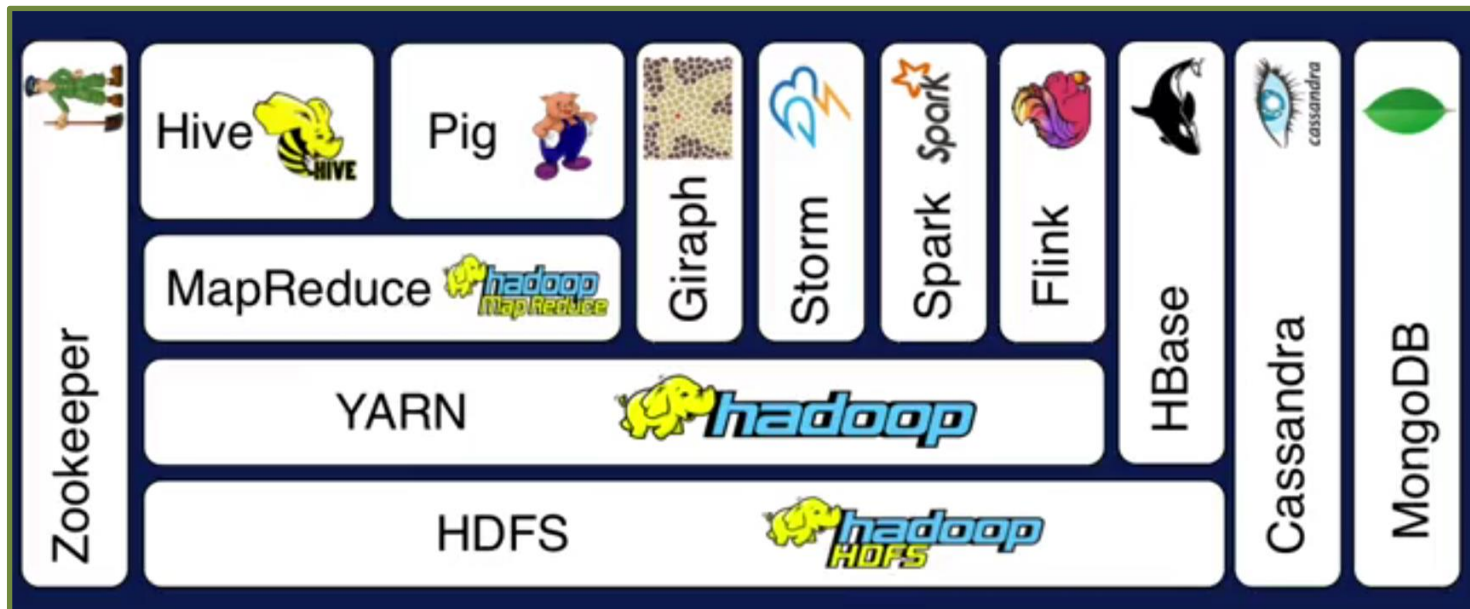 Zookeeper
Hive
HIVE
Pig
MapReduce
hadoop
Map Reduce
Giraph
Storm
Spark
Spark
Flink
HBase
cassandra
Cassandra
MongoDB
YARN
hadoop
HDFS
hadoop
HDFS